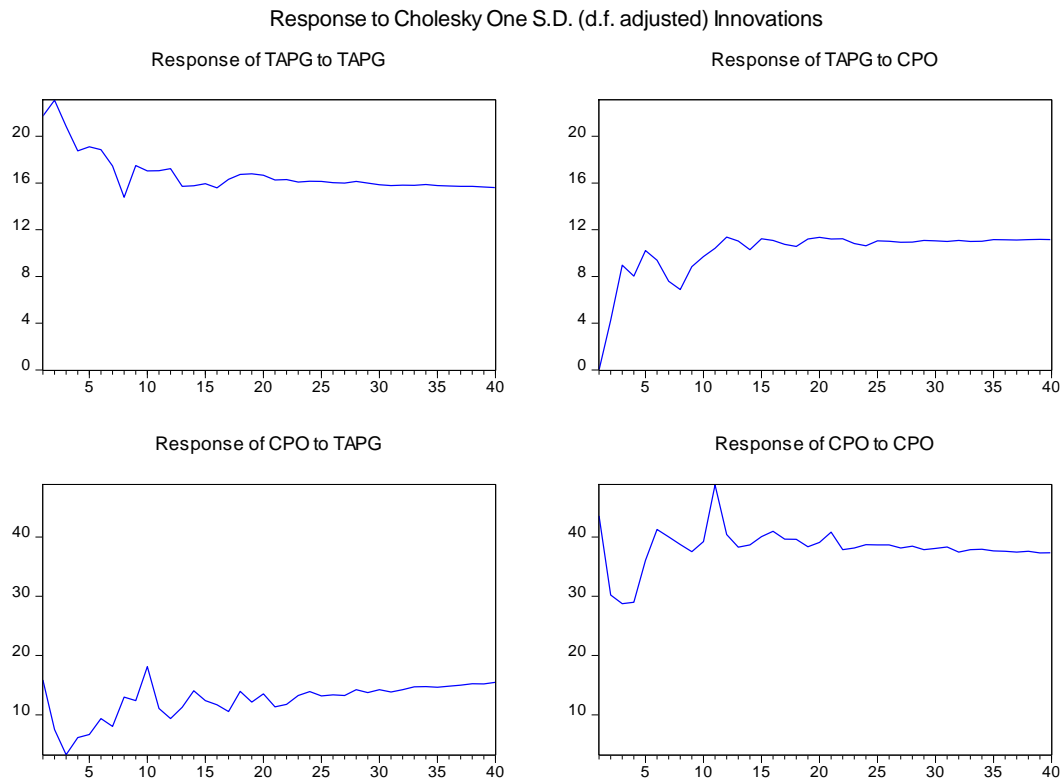 Response to Cholesky One S.D. (d.f. adjusted) Innovations
Response of TAPG to TAPG
20
16
12
8
4
0
5 10 15 20 25 30 35 40
Response of TAPG to CPO
20
16
12
8
4
0
5 10 15 20 25 30 35 40
Response of CPO to TAPG
40
30
20
10
5 10 15 20 25 30 35 40
Response of CPO to CPO
40
30
20
10
5 10 15 20 25 30 35 40